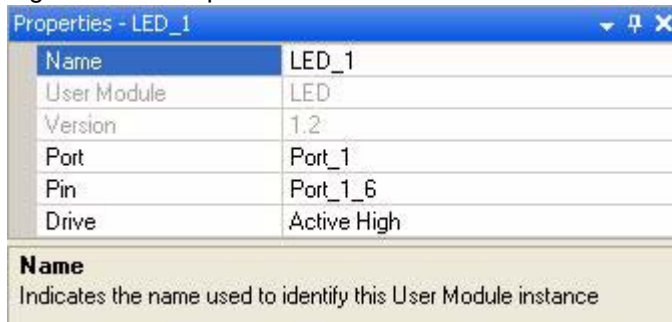 Properties - LED_1
Name LED_1
User Module LED
Version 1.2
Port Port_1
Pin Port_1_6
Drive Active High
Name
Indicates the name used to identify this User Module instance